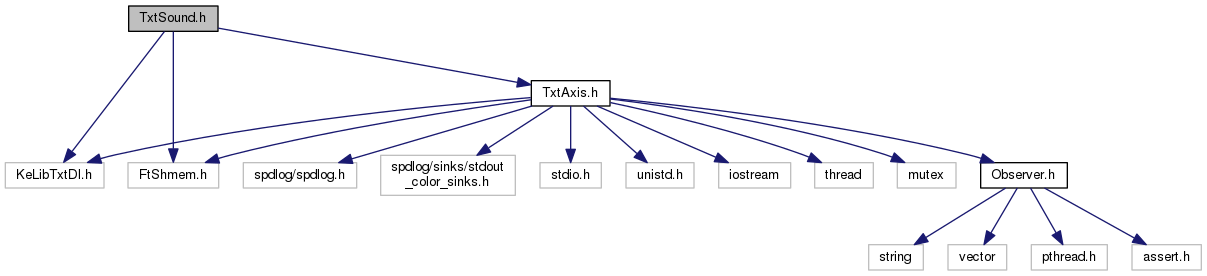 TxtSound.h
TxtAxis.h
KeLibTxtDl.h
FtShmem.h
spdlog/spdlog.h
spdlog/sinks/stdout
_color_sinks.h
stdio.h
unistd.h
iostream
thread
mutex
Observer.h
string
vector
pthread.h
assert.h